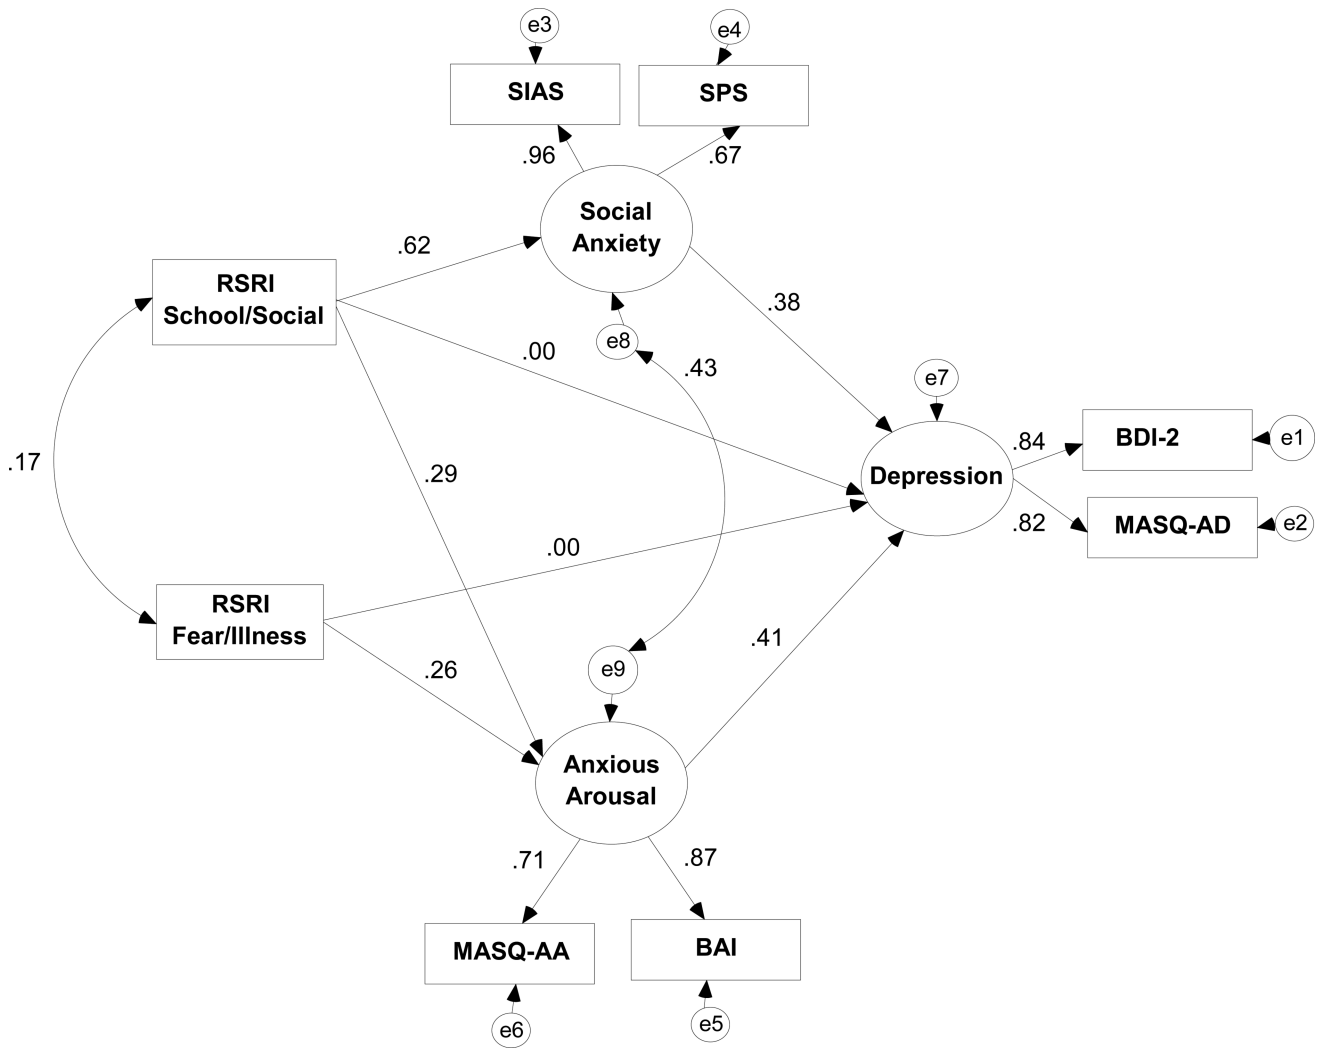 e3
e4
SIAS
SPS
.96
.67
Social
Anxiety
.62
RSRI
School/Social
.38
.00
e8
.43
e7
.84
BDI-2
e1
.17
.29
Depression
.82
MASQ-AD
e2
.00
RSRI
Fear/Illness
.26
e9
.41
Anxious
Arousal
.71
.87
MASQ-AA
BAI
e6
e5